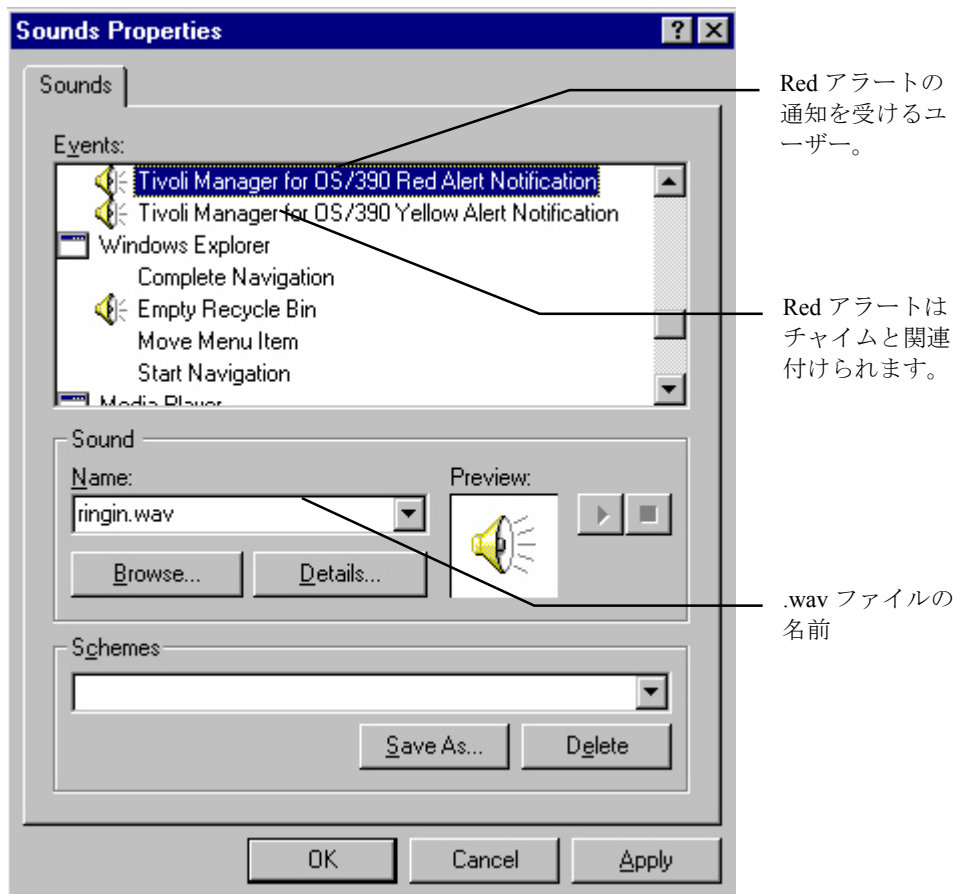 Sounds Properties
Sounds
Events:
Tivoli Manager for OS/390 Red Alert Notification
Tivoli Manager for OS/390 Yellow Alert Notification
Windows Explorer
Complete Navigation
Empty Recycle Bin
Move Menu Item
Start Navigation
Media Player
Sound
Name:
Preview:
ringin.wav
Browse...
Details...
Schemes
Save As...
Delete
OK
Cancel
Apply
Red アラートの
通知を受けるユ
ーザー。
Red アラートは
チャイムと関連
付けられます。
.wav ファイルの
名前